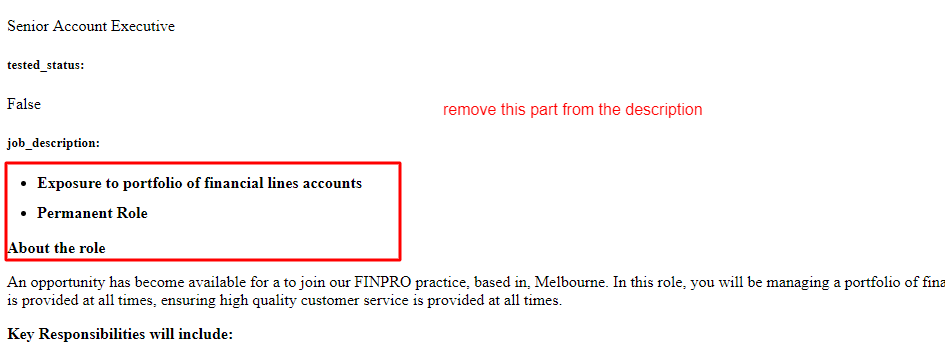 Senior Account Executive
tested_status:
False
remove this part from the description
job_description:
• Exposure to portfolio of financial lines accounts
• Permanent Role
About the role
An opportunity has become available for a to join our FINPRO practice, based in, Melbourne. In this role, you will be managing a portfolio of fina
is provided at all times, ensuring high quality customer service is provided at all times.
Key Responsibilities will include: